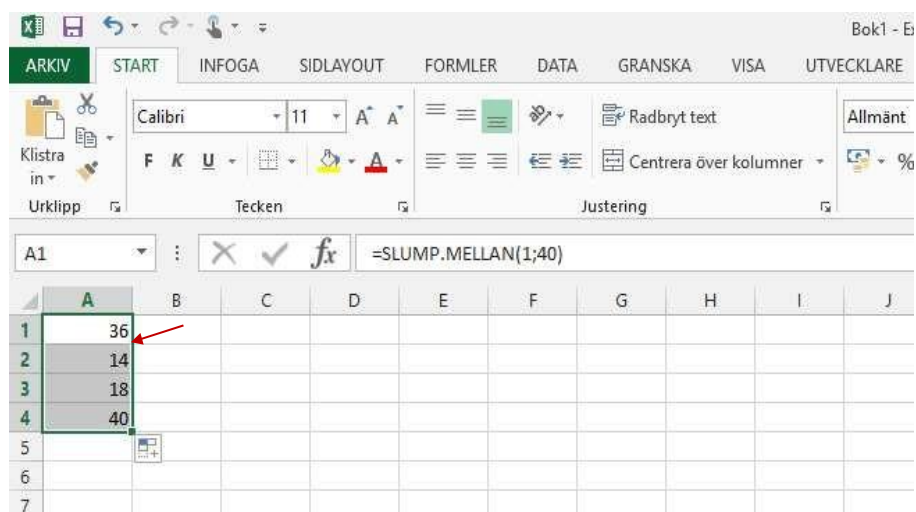 Bok1 - Ex
ARKIV START INFOGA SIDLAYOUT FORMLER DATA GRANSKA VISA UTVECKLARE
Calibri 11 A A Radbryt text Allmänt
Klistra in F K U A Centrera över kolumner %
Urklipp Tecken Justering
A1 fx =SLUMP.MELLAN(1;40)
A B C D E F G H I J
1 36
2 14
3 18
4 40
5
6
7